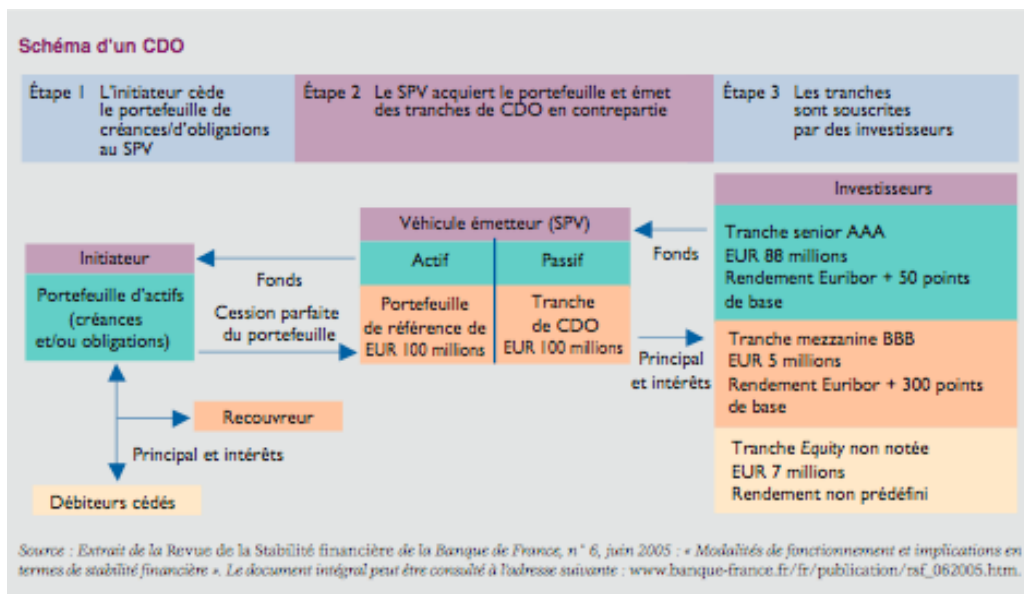 Schéma d'un CDO
Étape 1 L'initiateur cède
le portefeuille de
créances/d'obligations
au SPV
Étape 2 Le SPV acquiert le portefeuille et émet
des tranches de CDO en contrepartie
Étape 3 Les tranches
sont souscrites
par des investisseurs
Initiateur
Portefeuille d'actifs
(créances
et/ou obligations)
Fonds
Cession parfaite
du portefeuille
Véhicule émetteur (SPV)
Actif
Passif
Portefeuille
de référence de
EUR 100 millions
Tranche
de CDO
EUR 100 millions
Fonds
Principal
et intérêts
Investisseurs
Tranche senior AAA
EUR 88 millions
Rendement Euribor + 50 points
de base
Tranche mezzanine BBB
EUR 5 millions
Rendement Euribor + 300 points
de base
Tranche Equity non notée
EUR 7 millions
Rendement non prédéfini
Recouvreur
Principal et intérêts
Débiteurs cédés
Source : Extrait de la Revue de la Stabilité financière de la Banque de France, n° 6, juin 2005 : « Modalités de fonctionnement et implications en
termes de stabilité financière ». Le document intégral peut être consulté à l'adresse suivante : www.banque-france.fr/fr/publication/rsf_062005.htm.